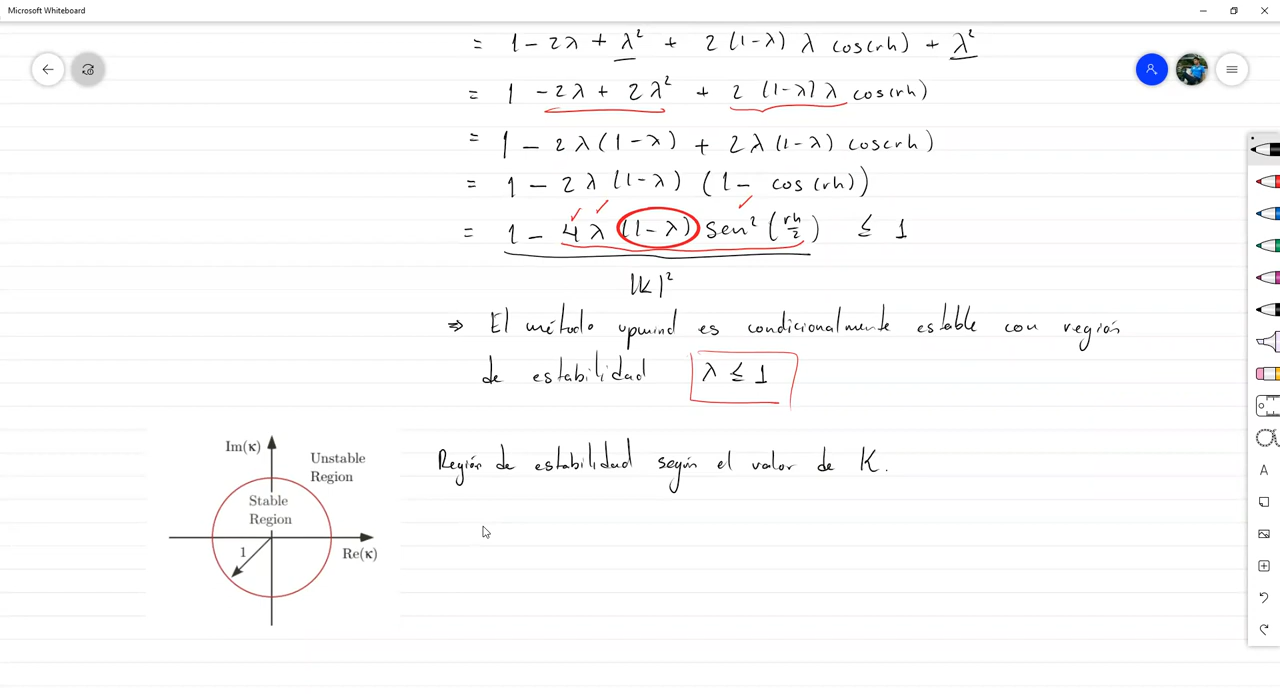 Microsoft Whiteboard
= 1 - 2λ + λ² + 2 (1-λ) λ cos(rh) + λ²
= 1 - 2λ + 2λ² + 2 (1-λ) λ cos(rh)
= 1 - 2λ(1-λ) + 2λ(1-λ) cos(rh)
= 1 - 2λ (1-λ) (1 - cos(rh))
= 1 - 4λ (1-λ) sen² (rh/2) ≤ 1
|K|²
⇒ El método upwind es condicionalmente estable con región
de estabilidad λ ≤ 1
Región de estabilidad según el valor de K.
Im(κ)
Unstable
Region
Stable
Region
1
Re(κ)
A